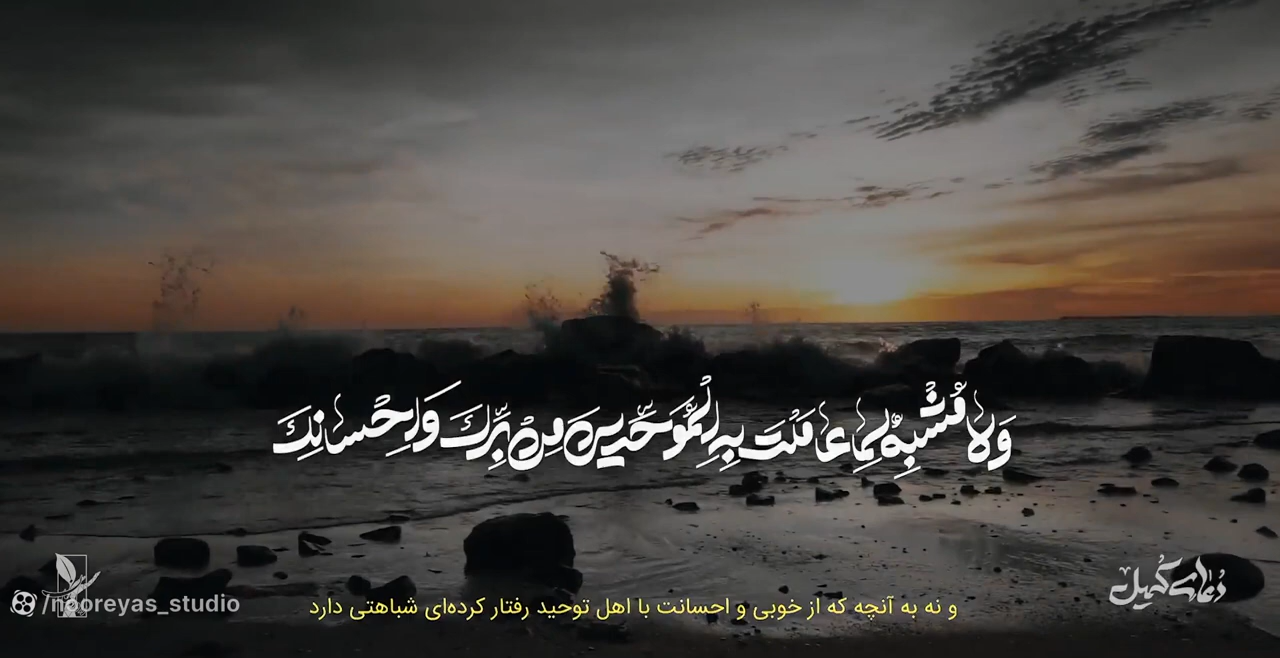 وَلا مُشْبِهٌ لِما عامَلْتَ بِهِ الْمُوَحِّدينَ مِنْ بِرِّكَ وَاِحْسانِكَ
و نه به آنچه که از خوبی و احسانت با اهل توحید رفتار کرده‌ای شباهتی دارد
/nooreyas_studio
دعای کمیل